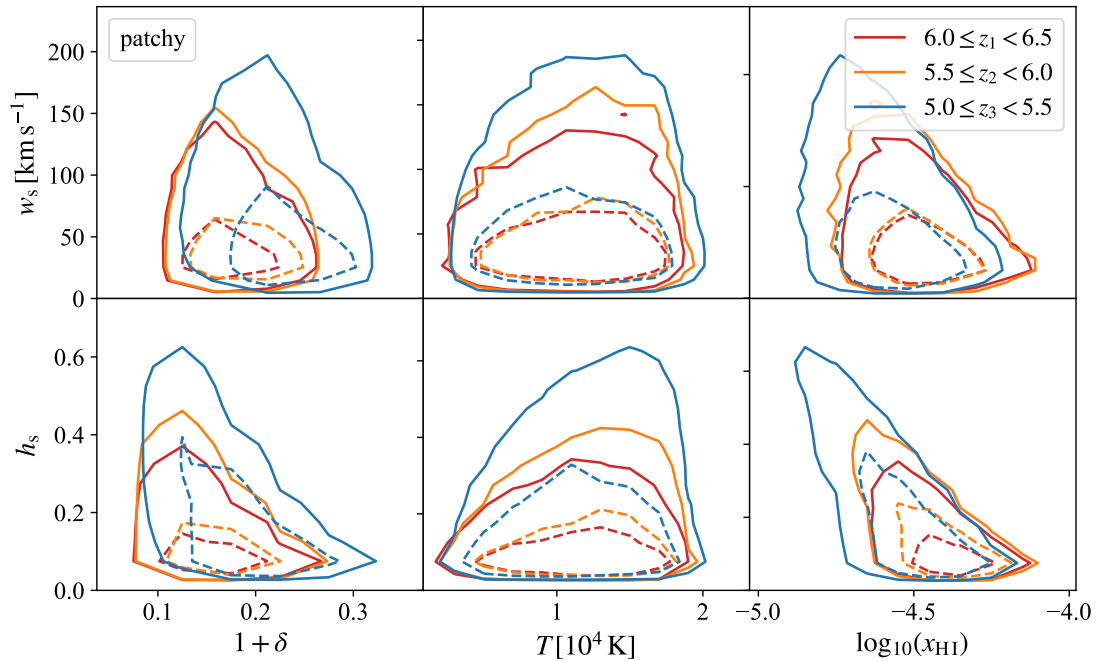 patchy
6.0 ≤ z₁ < 6.5
5.5 ≤ z₂ < 6.0
5.0 ≤ z₃ < 5.5
200
150
100
50
0
wₛ [km s⁻¹]
0.6
0.4
0.2
0.0
hₛ
0.1 0.2 0.3
1 2
−5.0 −4.5 −4.0
1 + δ
T [10⁴ K]
log₁₀(x_HI)